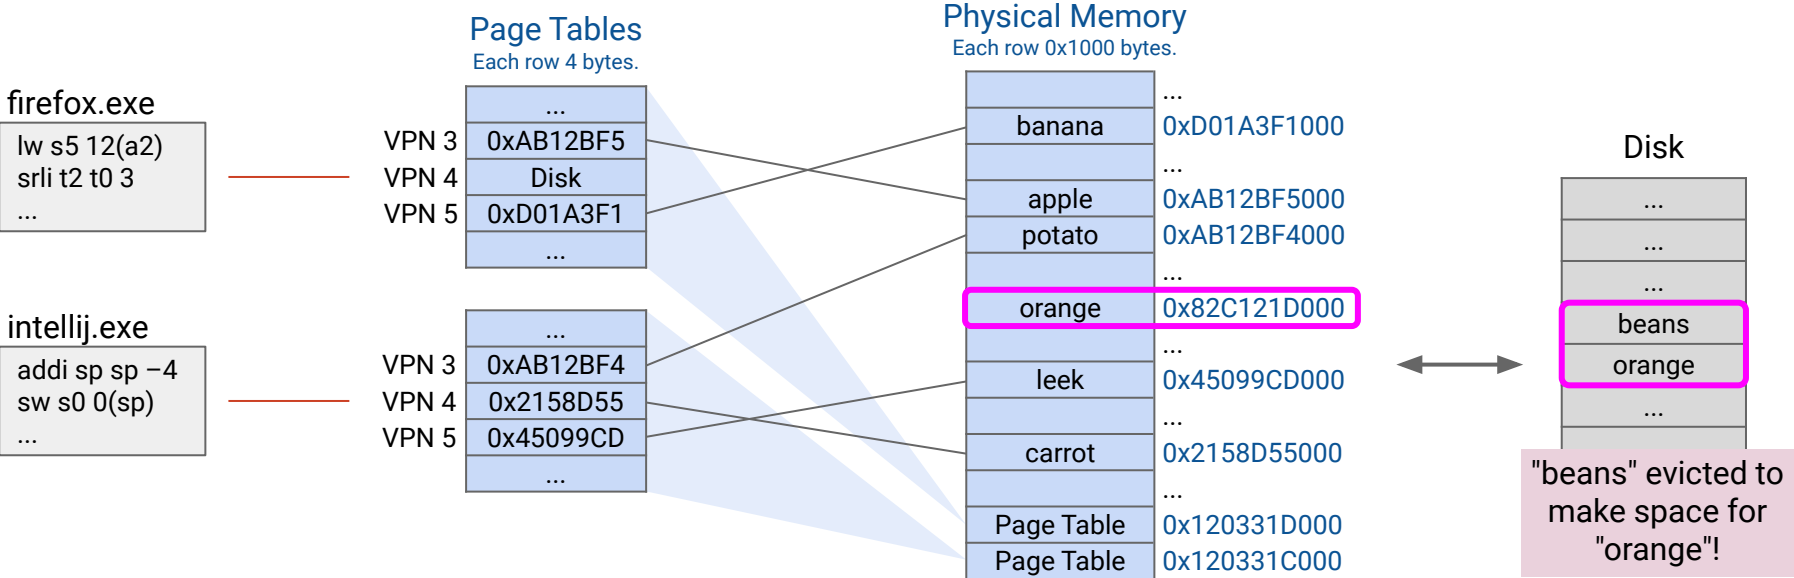 Page Tables
Each row 4 bytes.
Physical Memory
Each row 0x1000 bytes.
firefox.exe
lw s5 12(a2)
srli t2 t0 3
...
...
VPN 3 0xAB12BF5
VPN 4 Disk
VPN 5 0xD01A3F1
...
intellij.exe
addi sp sp −4
sw s0 0(sp)
...
...
VPN 3 0xAB12BF4
VPN 4 0x2158D55
VPN 5 0x45099CD
...
...
banana 0xD01A3F1000
...
apple 0xAB12BF5000
potato 0xAB12BF4000
...
orange 0x82C121D000
...
leek 0x45099CD000
...
carrot 0x2158D55000
...
Page Table 0x120331D000
Page Table 0x120331C000
Disk
...
...
...
beans
orange
...
"beans" evicted to
make space for
"orange"!